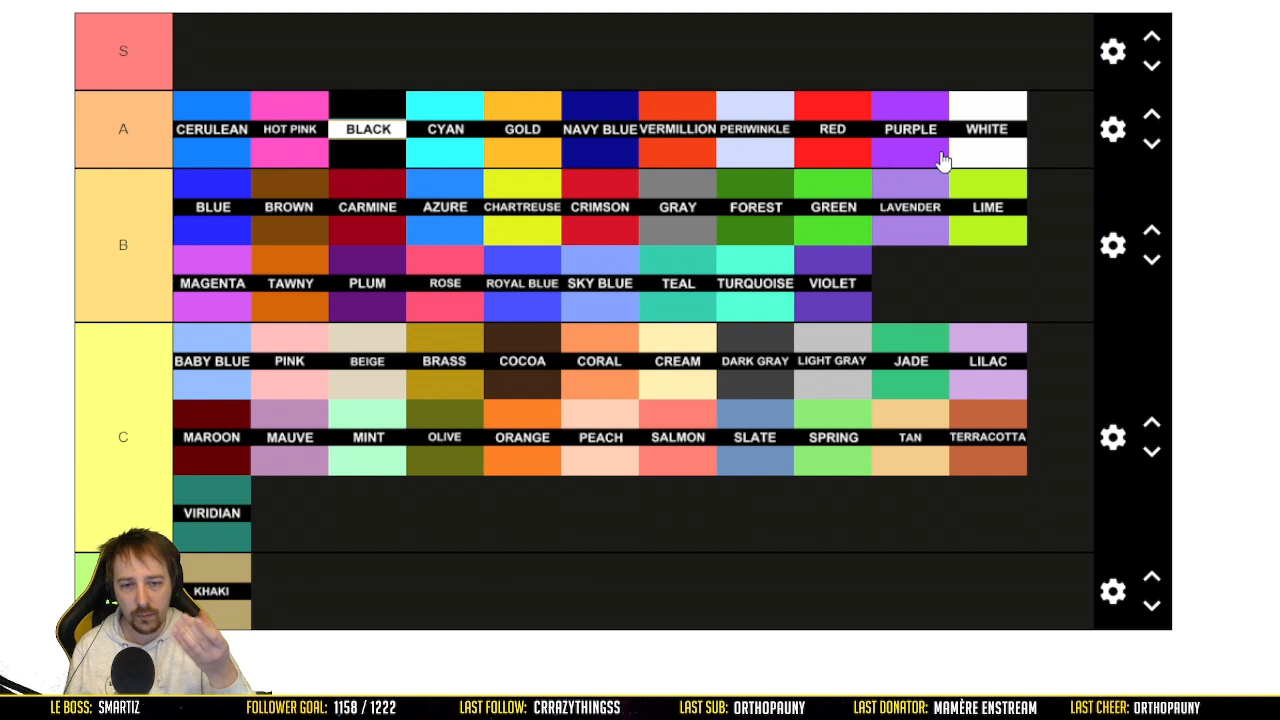 S
A
CERULEAN HOT PINK BLACK CYAN GOLD NAVY BLUE VERMILLION PERIWINKLE RED PURPLE WHITE
B
BLUE BROWN CARMINE AZURE CHARTREUSE CRIMSON GRAY FOREST GREEN LAVENDER LIME
MAGENTA TAWNY PLUM ROSE ROYAL BLUE SKY BLUE TEAL TURQUOISE VIOLET
C
BABY BLUE PINK BEIGE BRASS COCOA CORAL CREAM DARK GRAY LIGHT GRAY JADE LILAC
MAROON MAUVE MINT OLIVE ORANGE PEACH SALMON SLATE SPRING TAN TERRACOTTA
VIRIDIAN
KHAKI
LE BOSS: SMARTIZ FOLLOWER GOAL: 1158 / 1222 LAST FOLLOW: CRRAZYTHINGSS LAST SUB: ORTHOPAUNY LAST DONATOR: MAMÈRE ENSTREAM LAST CHEER: ORTHOPAUNY